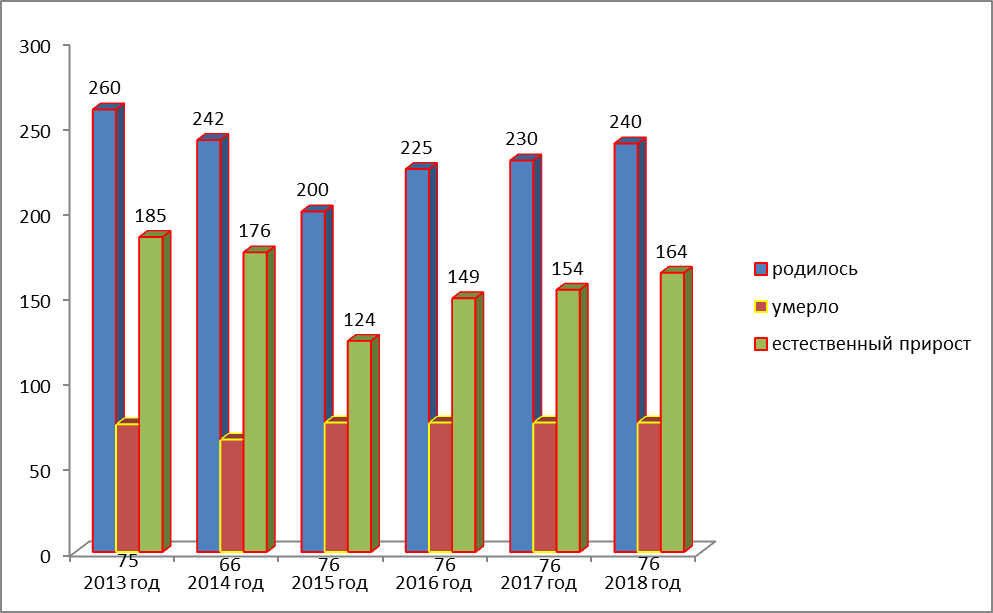 300
250
200
150
100
50
0
260
242
200
225
230
240
185
176
124
149
154
164
75
66
76
76
76
76
2013 год
2014 год
2015 год
2016 год
2017 год
2018 год
родилось
умерло
естественный прирост